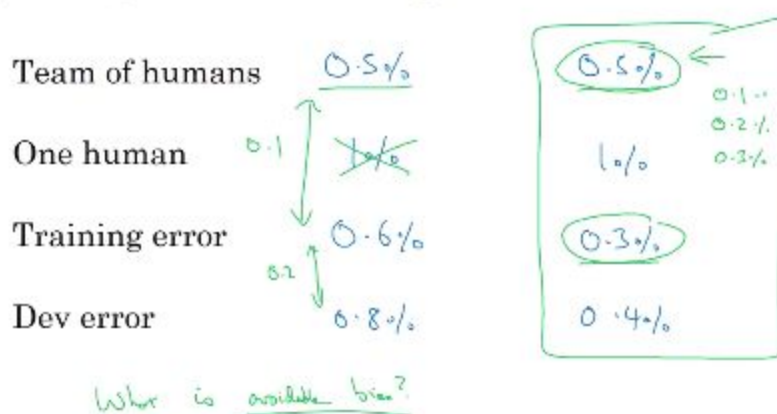 Team of humans 0.5% 0.5%
0.1
0.2%
One human 0.1 1% 1% 0.3%
Training error 0.6% 0.3%
0.2
Dev error 0.8% 0.4%
What is avoidable bias?